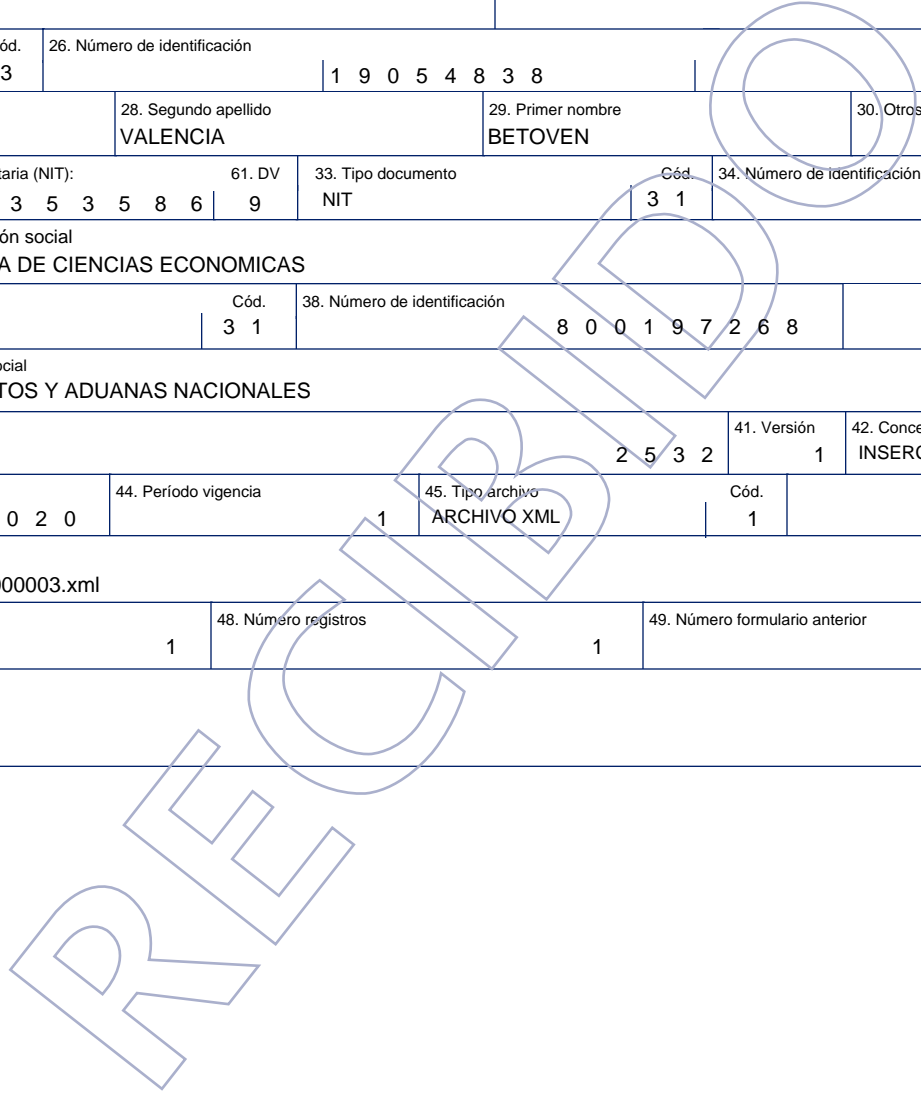 ód. 26. Número de identificación
3 1 9 0 5 4 8 3 8
28. Segundo apellido 29. Primer nombre 30. Otros
VALENCIA BETOVEN
taria (NIT): 61. DV 33. Tipo documento Cód. 34. Número de identificación
3 5 3 5 8 6 9 NIT 3 1
ón social
A DE CIENCIAS ECONOMICAS
Cód. 38. Número de identificación
3 1 8 0 0 1 9 7 2 6 8
ocial
TOS Y ADUANAS NACIONALES
41. Versión 42. Conce
2 5 3 2 1 INSERC
44. Período vigencia 45. Tipo archivo Cód.
0 2 0 1 ARCHIVO XML 1
000003.xml
48. Número registros 49. Número formulario anterior
1 1
RECIBIDO